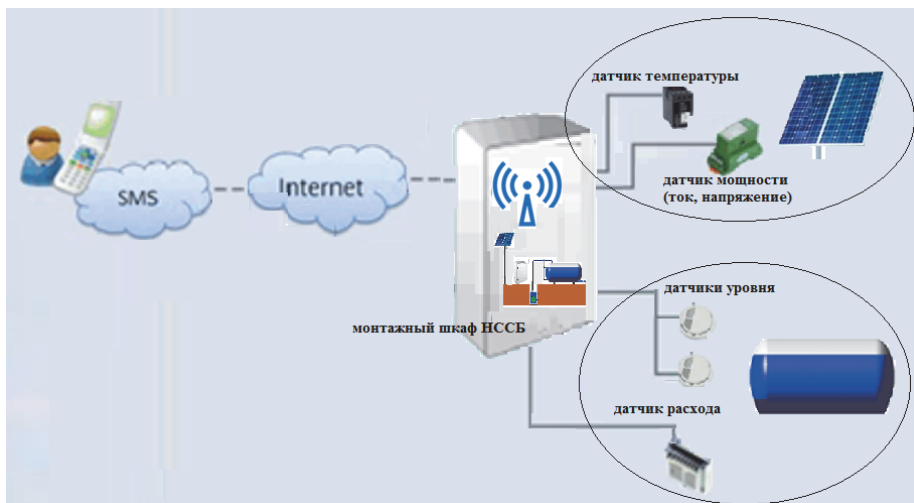 датчик температуры
датчик мощности
(ток, напряжение)
SMS
Internet
датчики уровня
монтажный шкаф НССБ
датчик расхода